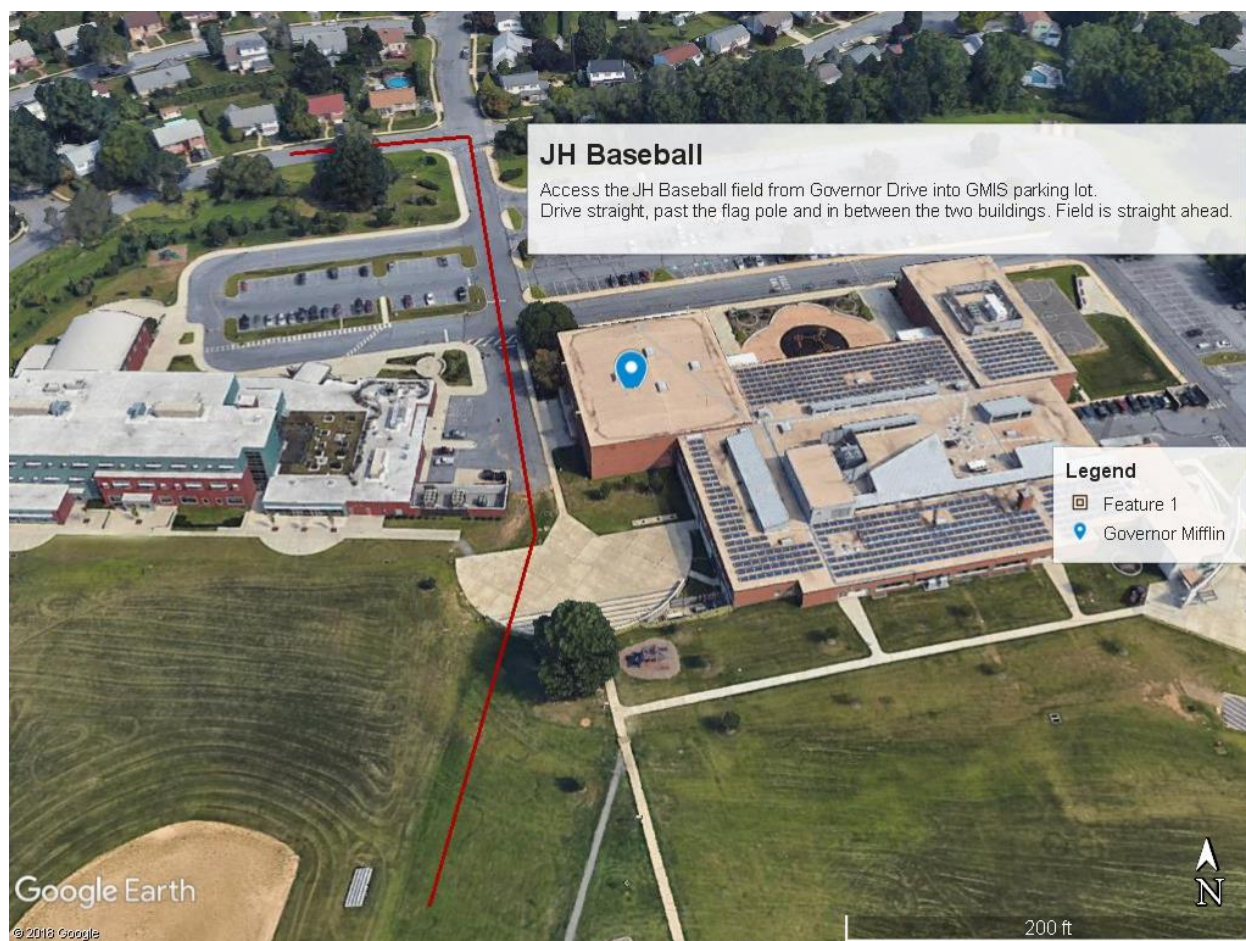 JH Baseball
Access the JH Baseball field from Governor Drive into GMIS parking lot.
Drive straight, past the flag pole and in between the two buildings. Field is straight ahead.
Legend
Feature 1
Governor Mifflin
Google Earth
© 2018 Google
N
200 ft